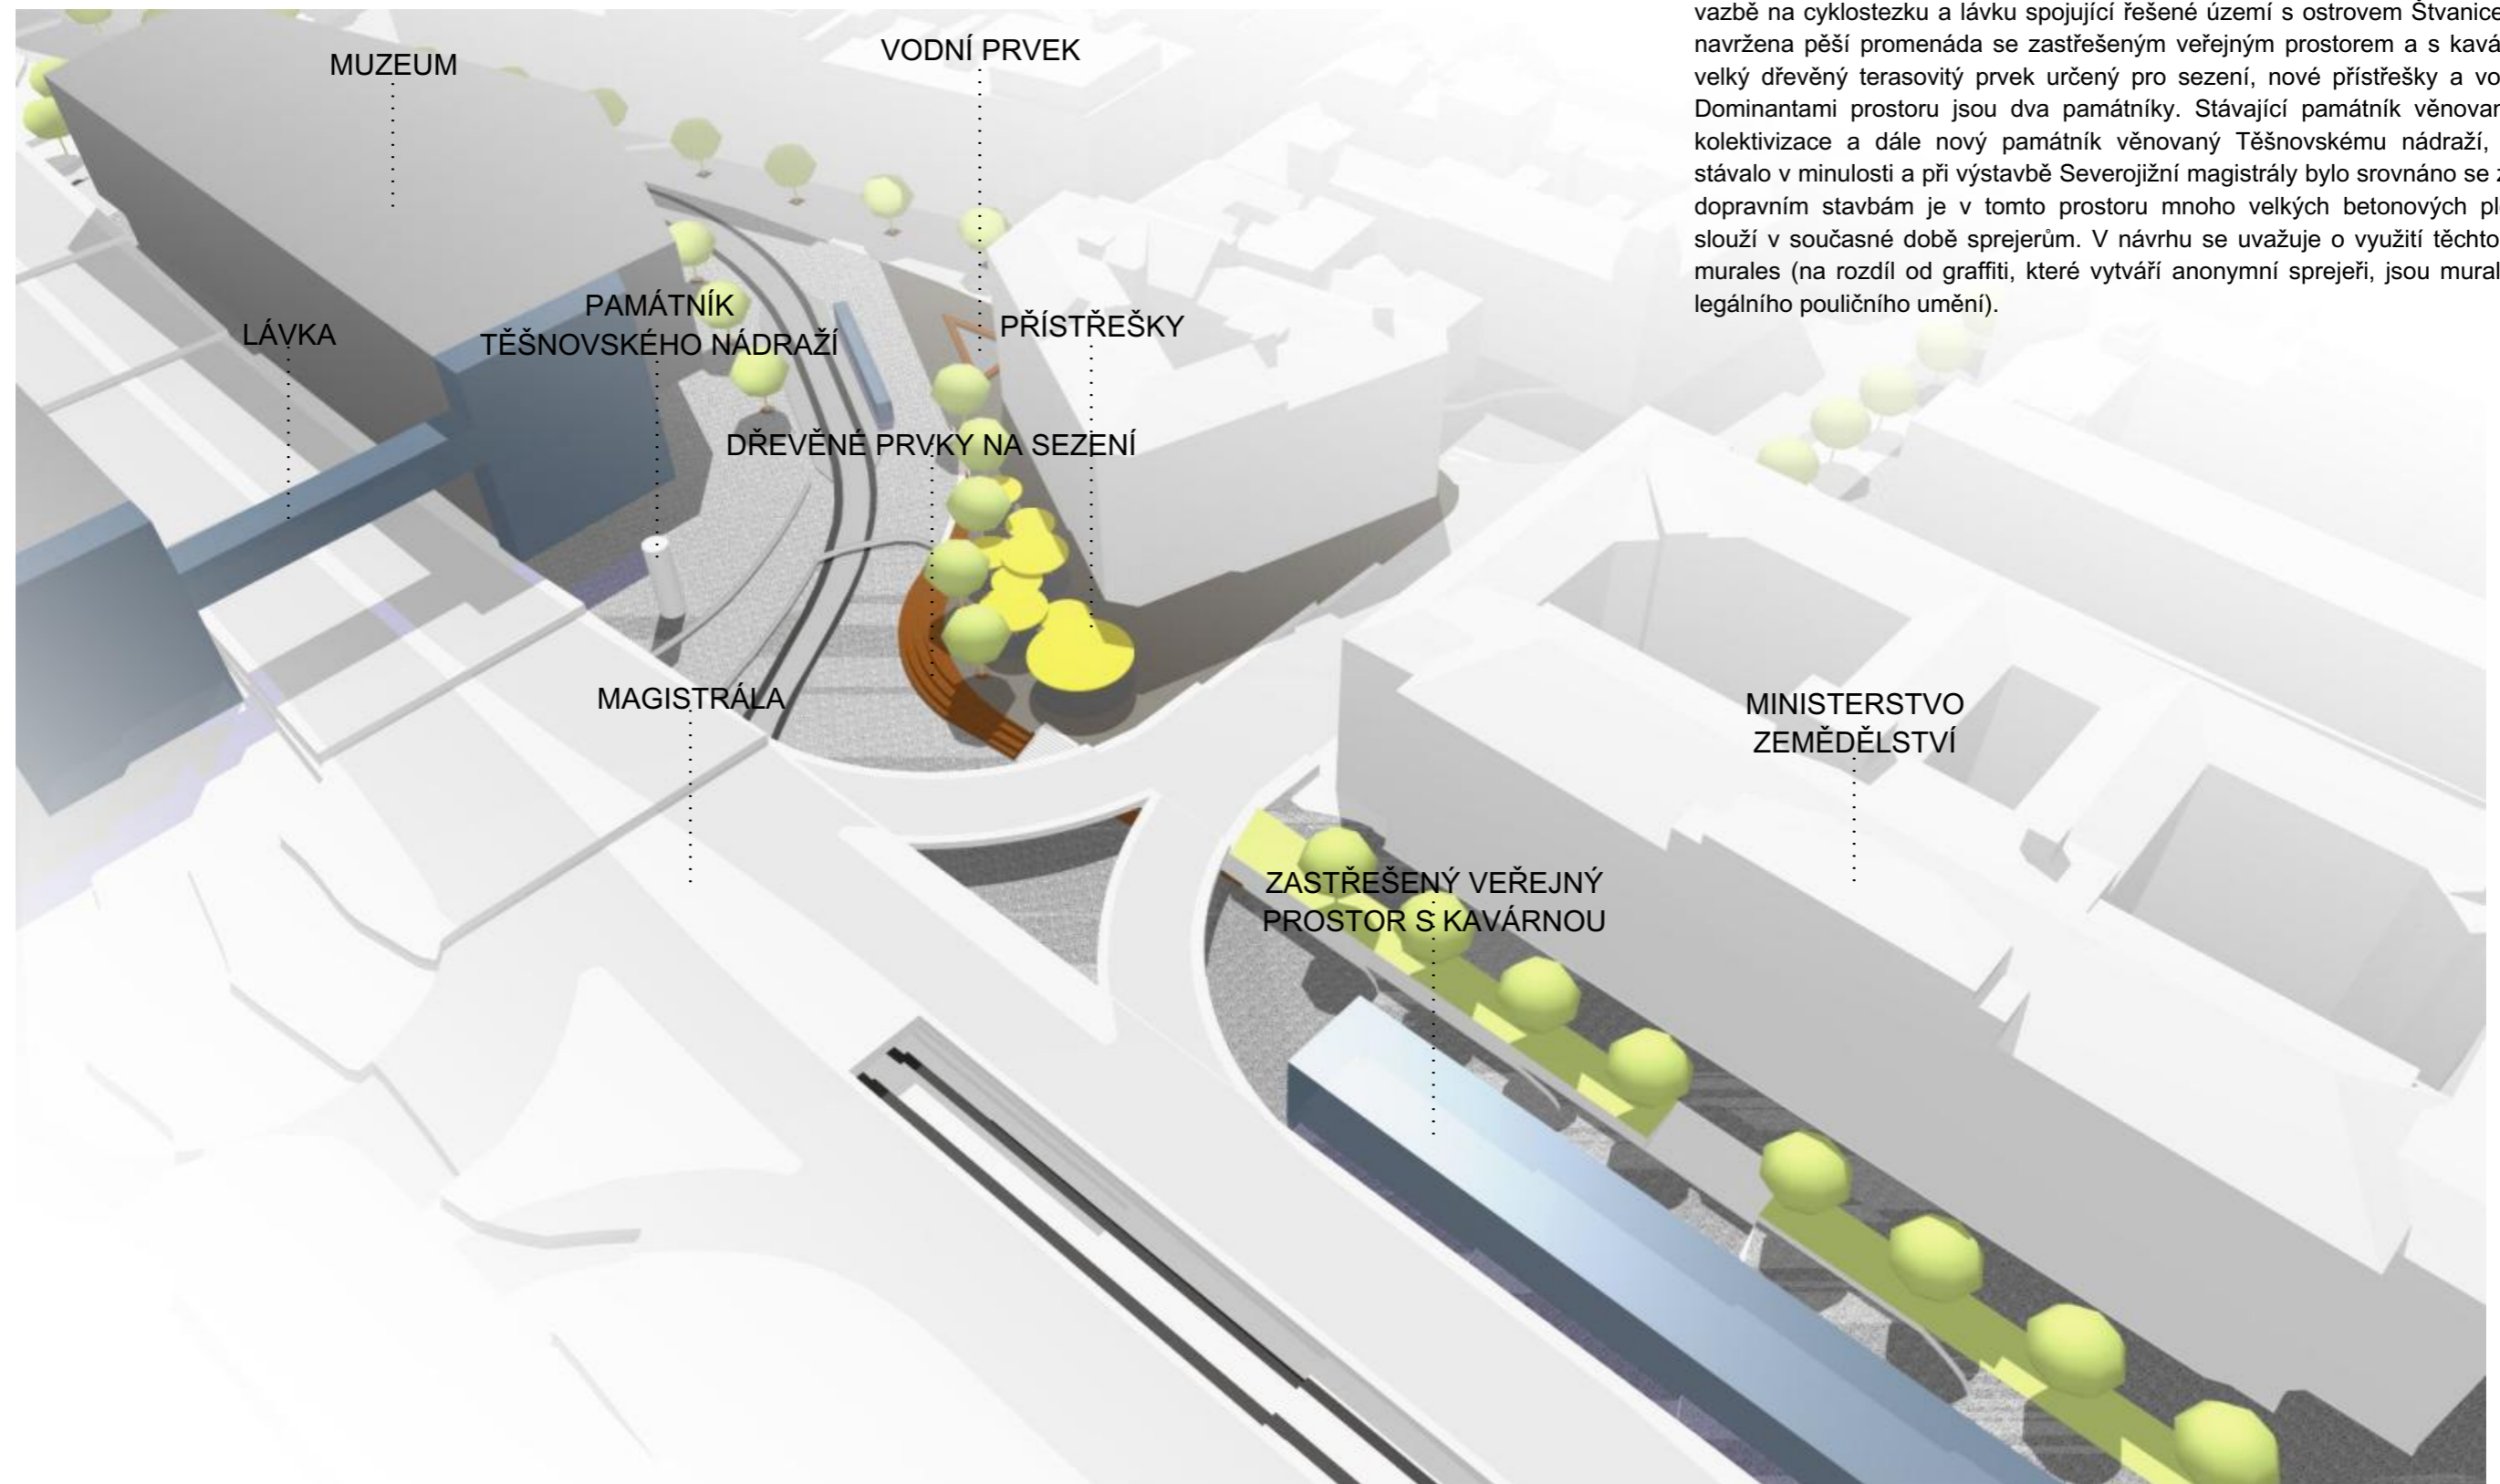 vazbě na cyklostezku a lávku spojující řešené území s ostrovem Štvanice
navržena pěší promenáda se zastřešeným veřejným prostorem a s kavá
velký dřevěný terasovitý prvek určený pro sezení, nové přístřešky a vo
Dominantami prostoru jsou dva památníky. Stávající památník věnovan
kolektivizace a dále nový památník věnovaný Těšnovskému nádraží,
stávalo v minulosti a při výstavbě Severojižní magistrály bylo srovnáno se z
dopravním stavbám je v tomto prostoru mnoho velkých betonových plo
slouží v současné době sprejerům. V návrhu se uvažuje o využití těchto
murales (na rozdíl od graffiti, které vytváří anonymní sprejeři, jsou mural
legálního pouličního umění).
MUZEUM
VODNÍ PRVEK
LÁVKA
PAMÁTNÍK
TĚŠNOVSKÉHO NÁDRAŽÍ
PŘÍSTŘEŠKY
DŘEVĚNÉ PRVKY NA SEZENÍ
MAGISTRÁLA
MINISTERSTVO
ZEMĚDĚLSTVÍ
ZASTŘEŠENÝ VEŘEJNÝ
PROSTOR S KAVÁRNOU